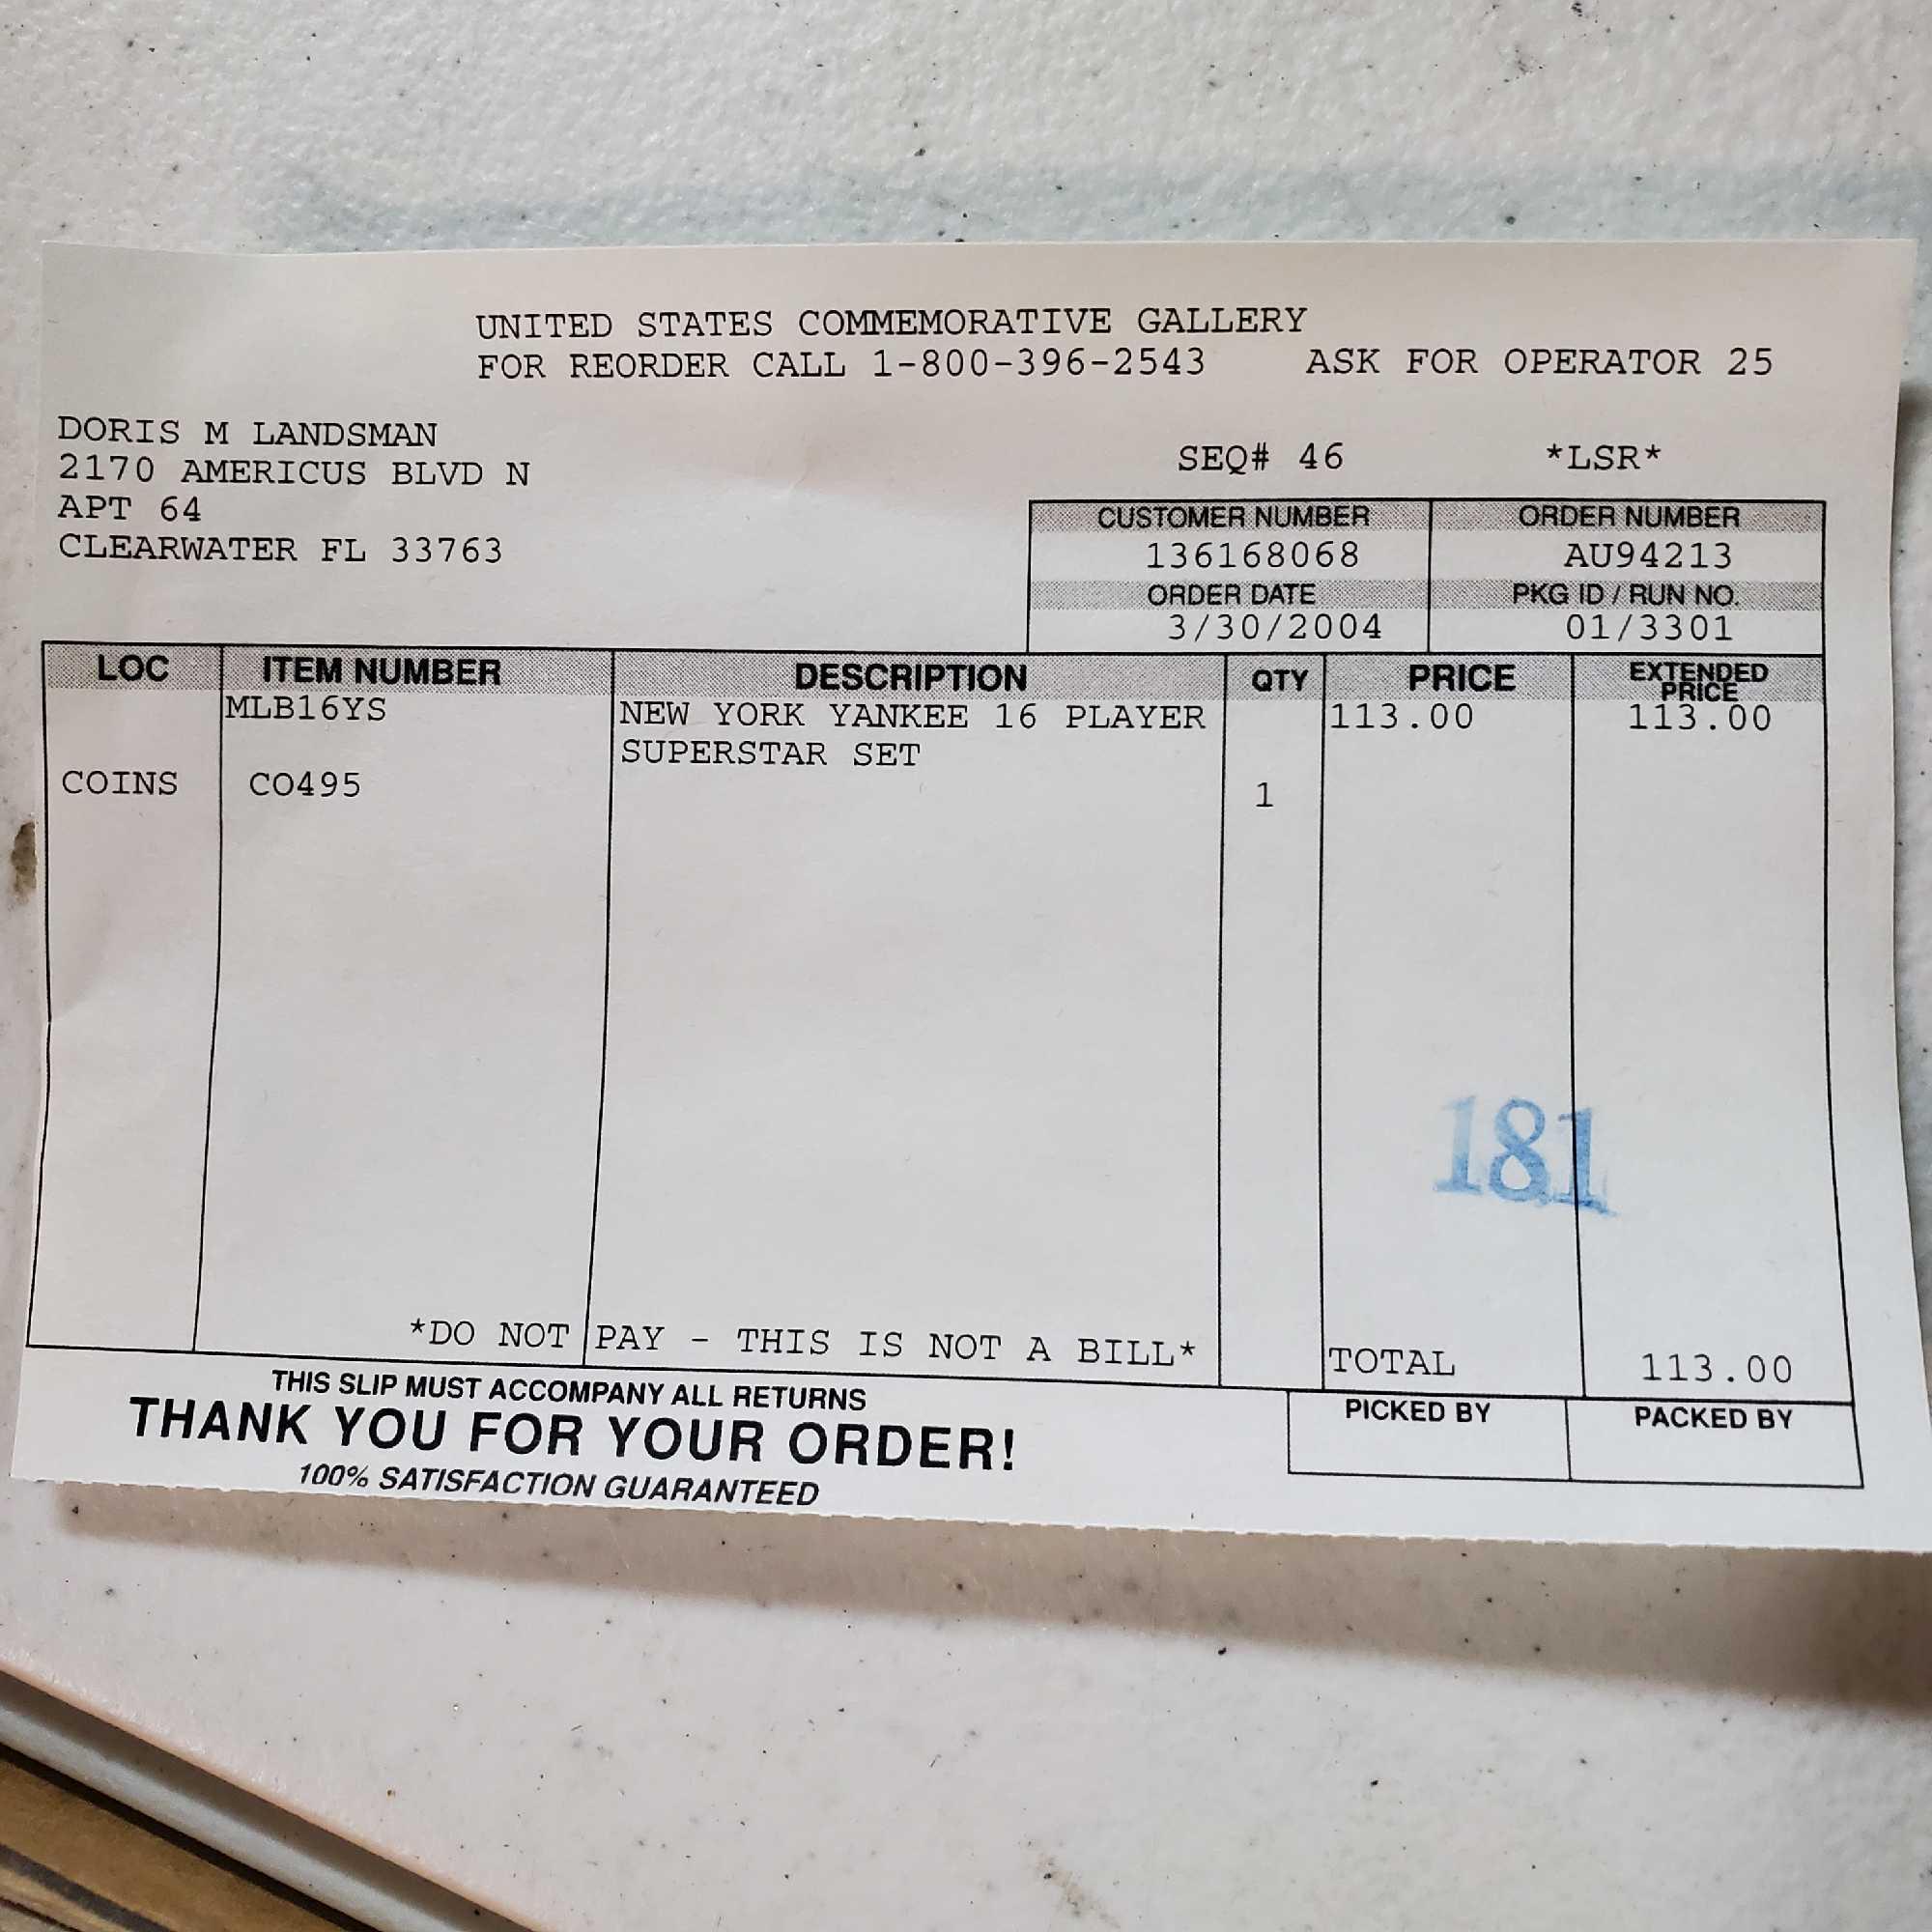 UNITED STATES COMMEMORATIVE GALLERY
FOR REORDER CALL 1-800-396-2543 ASK FOR OPERATOR 25
DORIS M LANDSMAN
2170 AMERICUS BLVD N
APT 64
CLEARWATER FL 33763
SEQ# 46 *LSR*
CUSTOMER NUMBER ORDER NUMBER
136168068 AU94213
ORDER DATE PKG ID / RUN NO.
3/30/2004 01/3301
LOC ITEM NUMBER DESCRIPTION QTY PRICE EXTENDED PRICE
MLB16YS NEW YORK YANKEE 16 PLAYER 113.00 113.00
SUPERSTAR SET
COINS CO495 1
181
*DO NOT PAY - THIS IS NOT A BILL* TOTAL 113.00
THIS SLIP MUST ACCOMPANY ALL RETURNS
THANK YOU FOR YOUR ORDER!
100% SATISFACTION GUARANTEED
PICKED BY PACKED BY